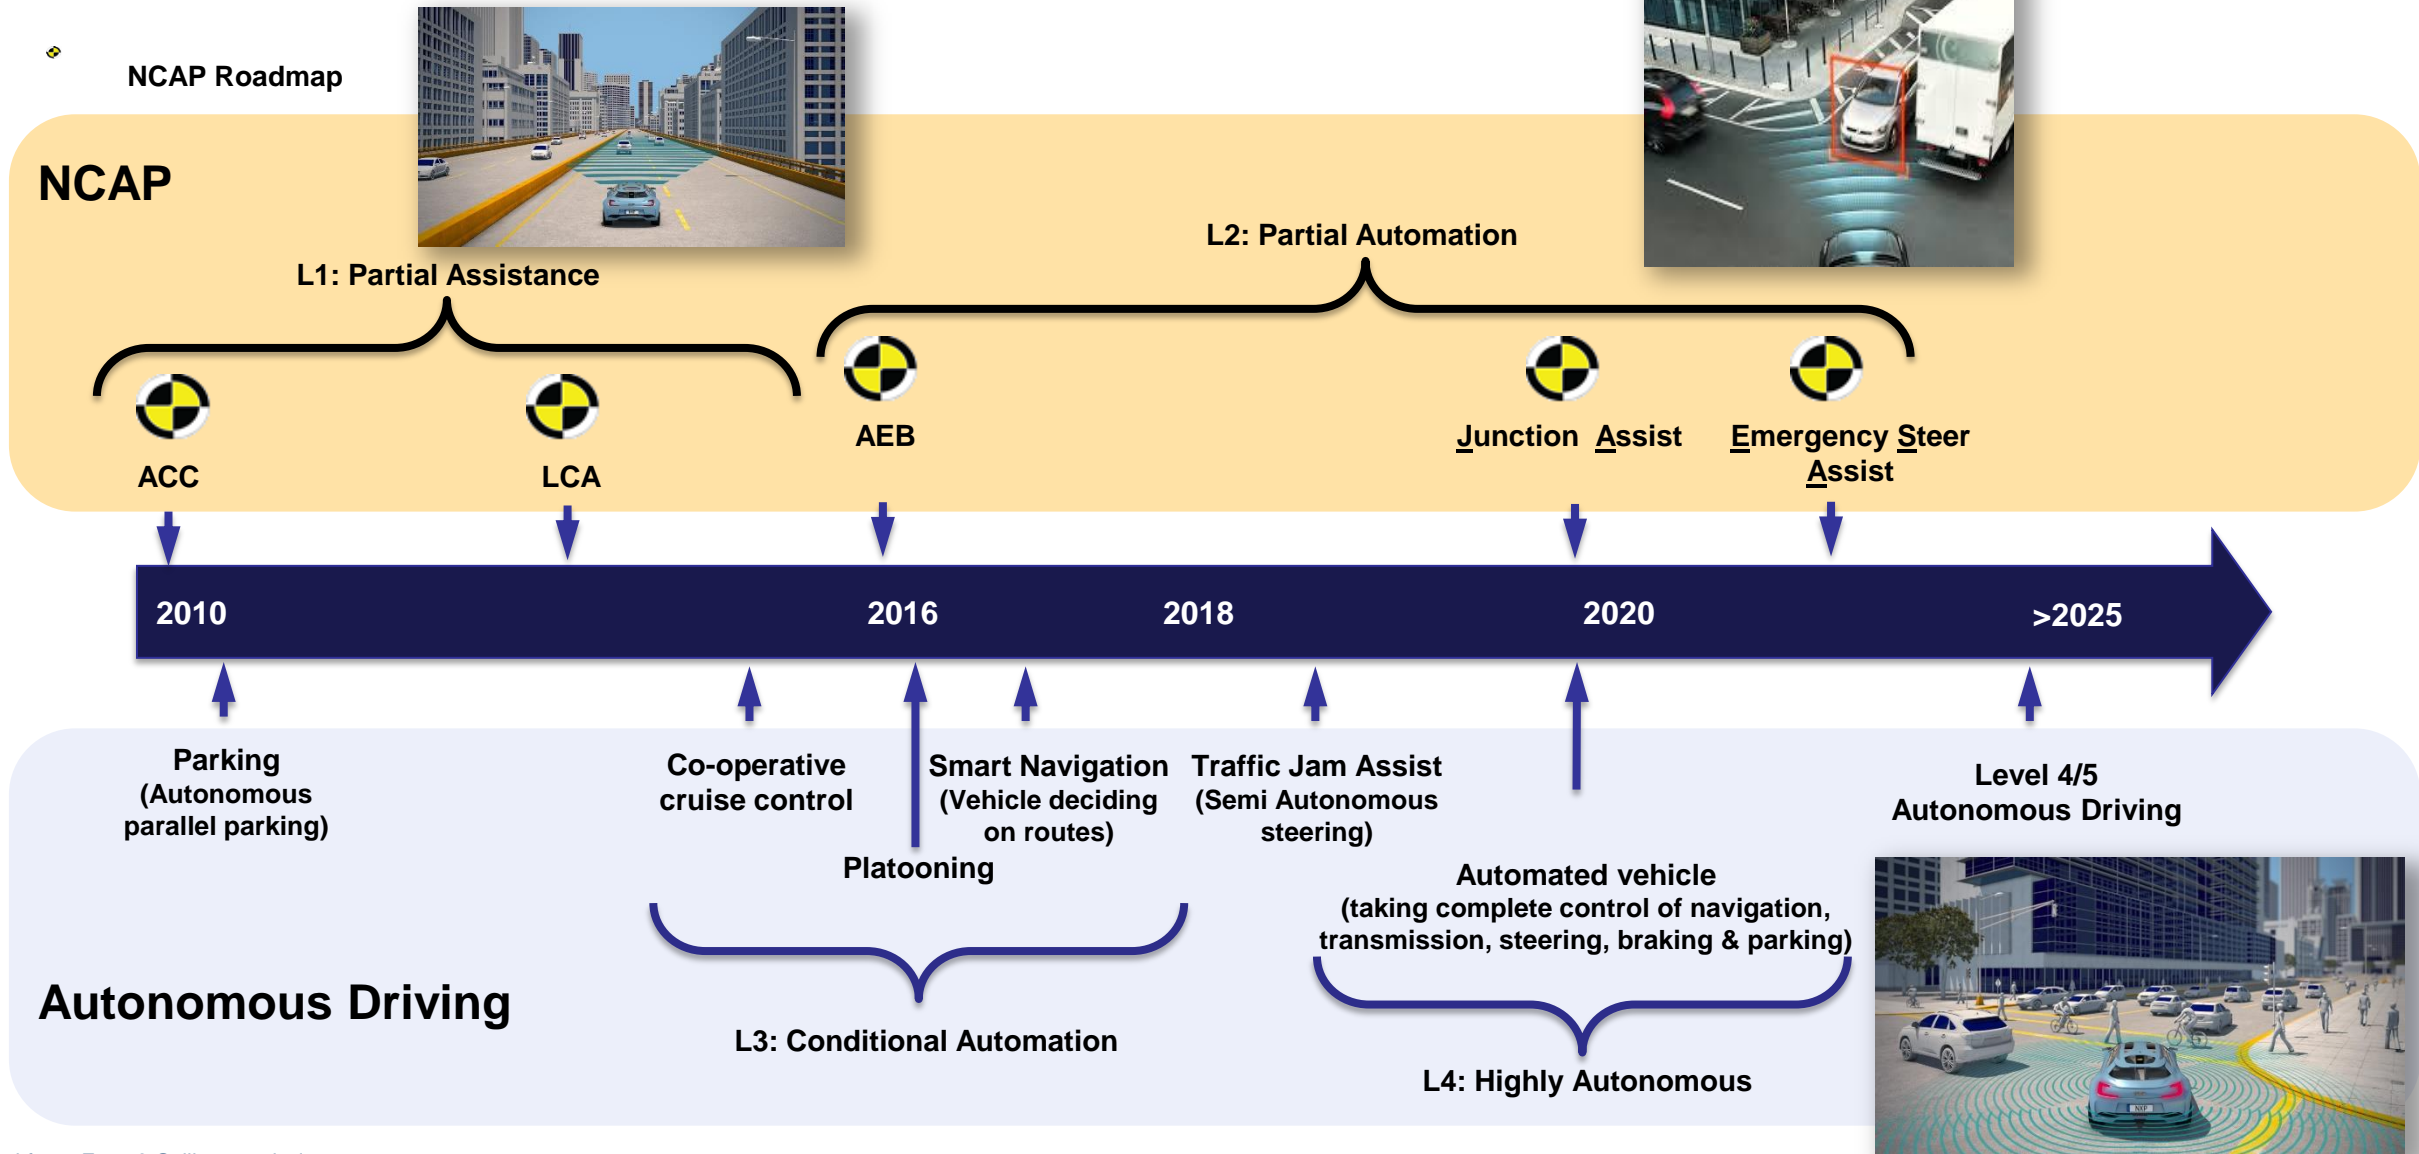 NCAP Roadmap
NCAP
L1: Partial Assistance
L2: Partial Automation
ACC
LCA
AEB
Junction Assist
Emergency Steer
Assist
2010
2016
2018
2020
>2025
Parking
(Autonomous
parallel parking)
Co-operative
cruise control
Platooning
Smart Navigation
(Vehicle deciding
on routes)
Traffic Jam Assist
(Semi Autonomous
steering)
Automated vehicle
(taking complete control of navigation,
transmission, steering, braking & parking)
Level 4/5
Autonomous Driving
Autonomous Driving
L3: Conditional Automation
L4: Highly Autonomous
NXP